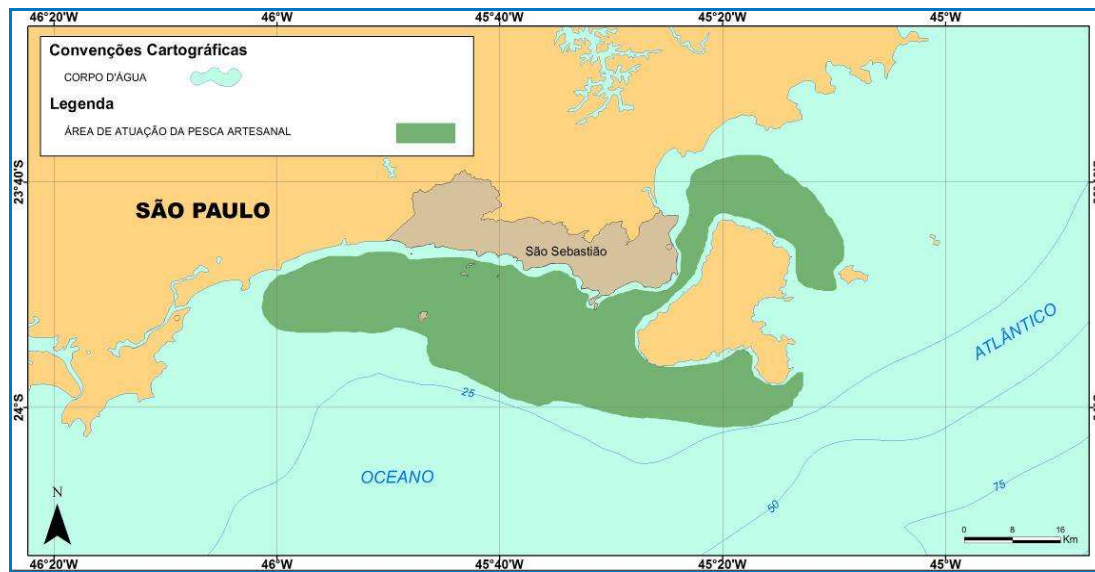 46°20'W 46°W 45°40'W 45°20'W 45°W
Convenções Cartográficas
CORPO D'ÁGUA
Legenda
ÁREA DE ATUAÇÃO DA PESCA ARTESANAL
23°40'S
SÃO PAULO
São Sebastião
ATLÂNTICO
25
24°S
OCEANO
50
75
N
0 8 16
Km
46°20'W 46°W 45°40'W 45°20'W 45°W